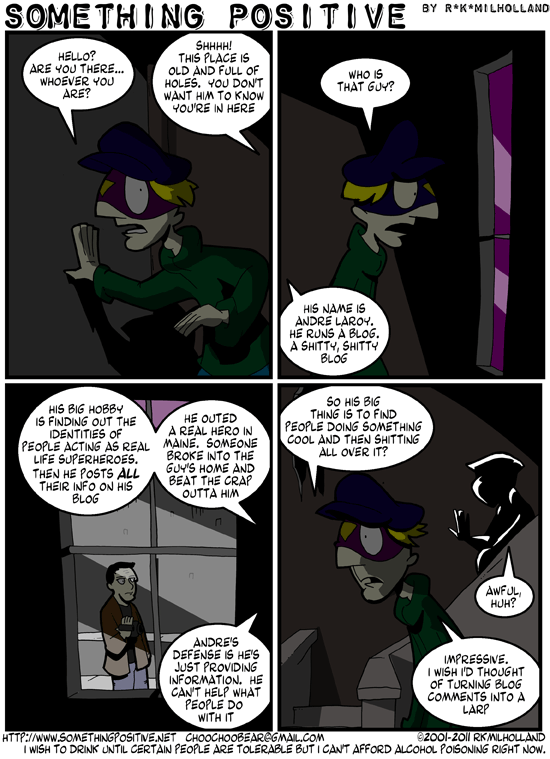 SOMETHING POSITIVE BY R*K*MILHOLLAND
HELLO?
ARE YOU THERE...
WHOEVER YOU
ARE?
SHHHH!
THIS PLACE IS
OLD AND FULL OF
HOLES. YOU DON'T
WANT HIM TO KNOW
YOU'RE IN HERE
WHO IS
THAT GUY?
HIS NAME IS
ANDRE LAROY.
HE RUNS A BLOG.
A SHITTY, SHITTY
BLOG
HIS BIG HOBBY
IS FINDING OUT THE
IDENTITIES OF
PEOPLE ACTING AS REAL
LIFE SUPERHEROES.
THEN HE POSTS ALL
THEIR INFO ON HIS
BLOG
HE OUTED
A REAL HERO IN
MAINE. SOMEONE
BROKE INTO THE
GUY'S HOME AND
BEAT THE CRAP
OUTTA HIM
ANDRE'S
DEFENSE IS HE'S
JUST PROVIDING
INFORMATION. HE
CAN'T HELP WHAT
PEOPLE DO
WITH IT
SO HIS BIG
THING IS TO FIND
PEOPLE DOING SOMETHING
COOL AND THEN SHITTING
ALL OVER IT?
AWFUL,
HUH?
IMPRESSIVE.
I WISH I'D THOUGHT
OF TURNING BLOG
COMMENTS INTO A
LARP
HTTP://WWW.SOMETHINGPOSITIVE.NET CHOOCHOOBEAR@GMAIL.COM ©2001-2011 RKMILHOLLAND
I WISH TO DRINK UNTIL CERTAIN PEOPLE ARE TOLERABLE BUT I CAN'T AFFORD ALCOHOL POISONING RIGHT NOW.